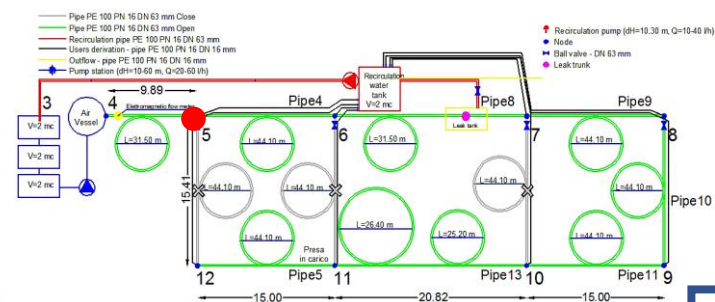 Pipe PE 100 PN 16 DN 63 mm Close
Pipe PE 100 PN 16 DN 63 mm Open
Recirculation pipe PE 100 PN 16 DN 63 mm
Users derivation - pipe PE 100 PN 16 DN 16 mm
Outflow - pipe PE 100 PN 16 DN 16 mm
Pump station (dH=10-60 m, Q=20-60 l/h)
Recirculation pump (dH=10.30 m, Q=10-40 l/h)
Node
Ball valve - DN 63 mm
Leak trunk
9.89
3
Air
Vessel
4
Eletromagnetic flow meter
Pipe4
Recirculation
water
tank
V=2 mc
Pipe8
Pipe9
Leak tank
V=2 mc
V=2 mc
V=2 mc
5
6
7
8
L=31.50 m
L=44.10 m
L=31.50 m
L=44.10 m
15.41
L=44.10 m
L=44.10 m
L=44.10 m
L=44.10 m
Pipe10
L=44.10 m
L=26.40 m
L=25.20 m
L=44.10 m
Presa
in carico
12
Pipe5
11
Pipe13
10
Pipe11
9
15.00
20.82
15.00